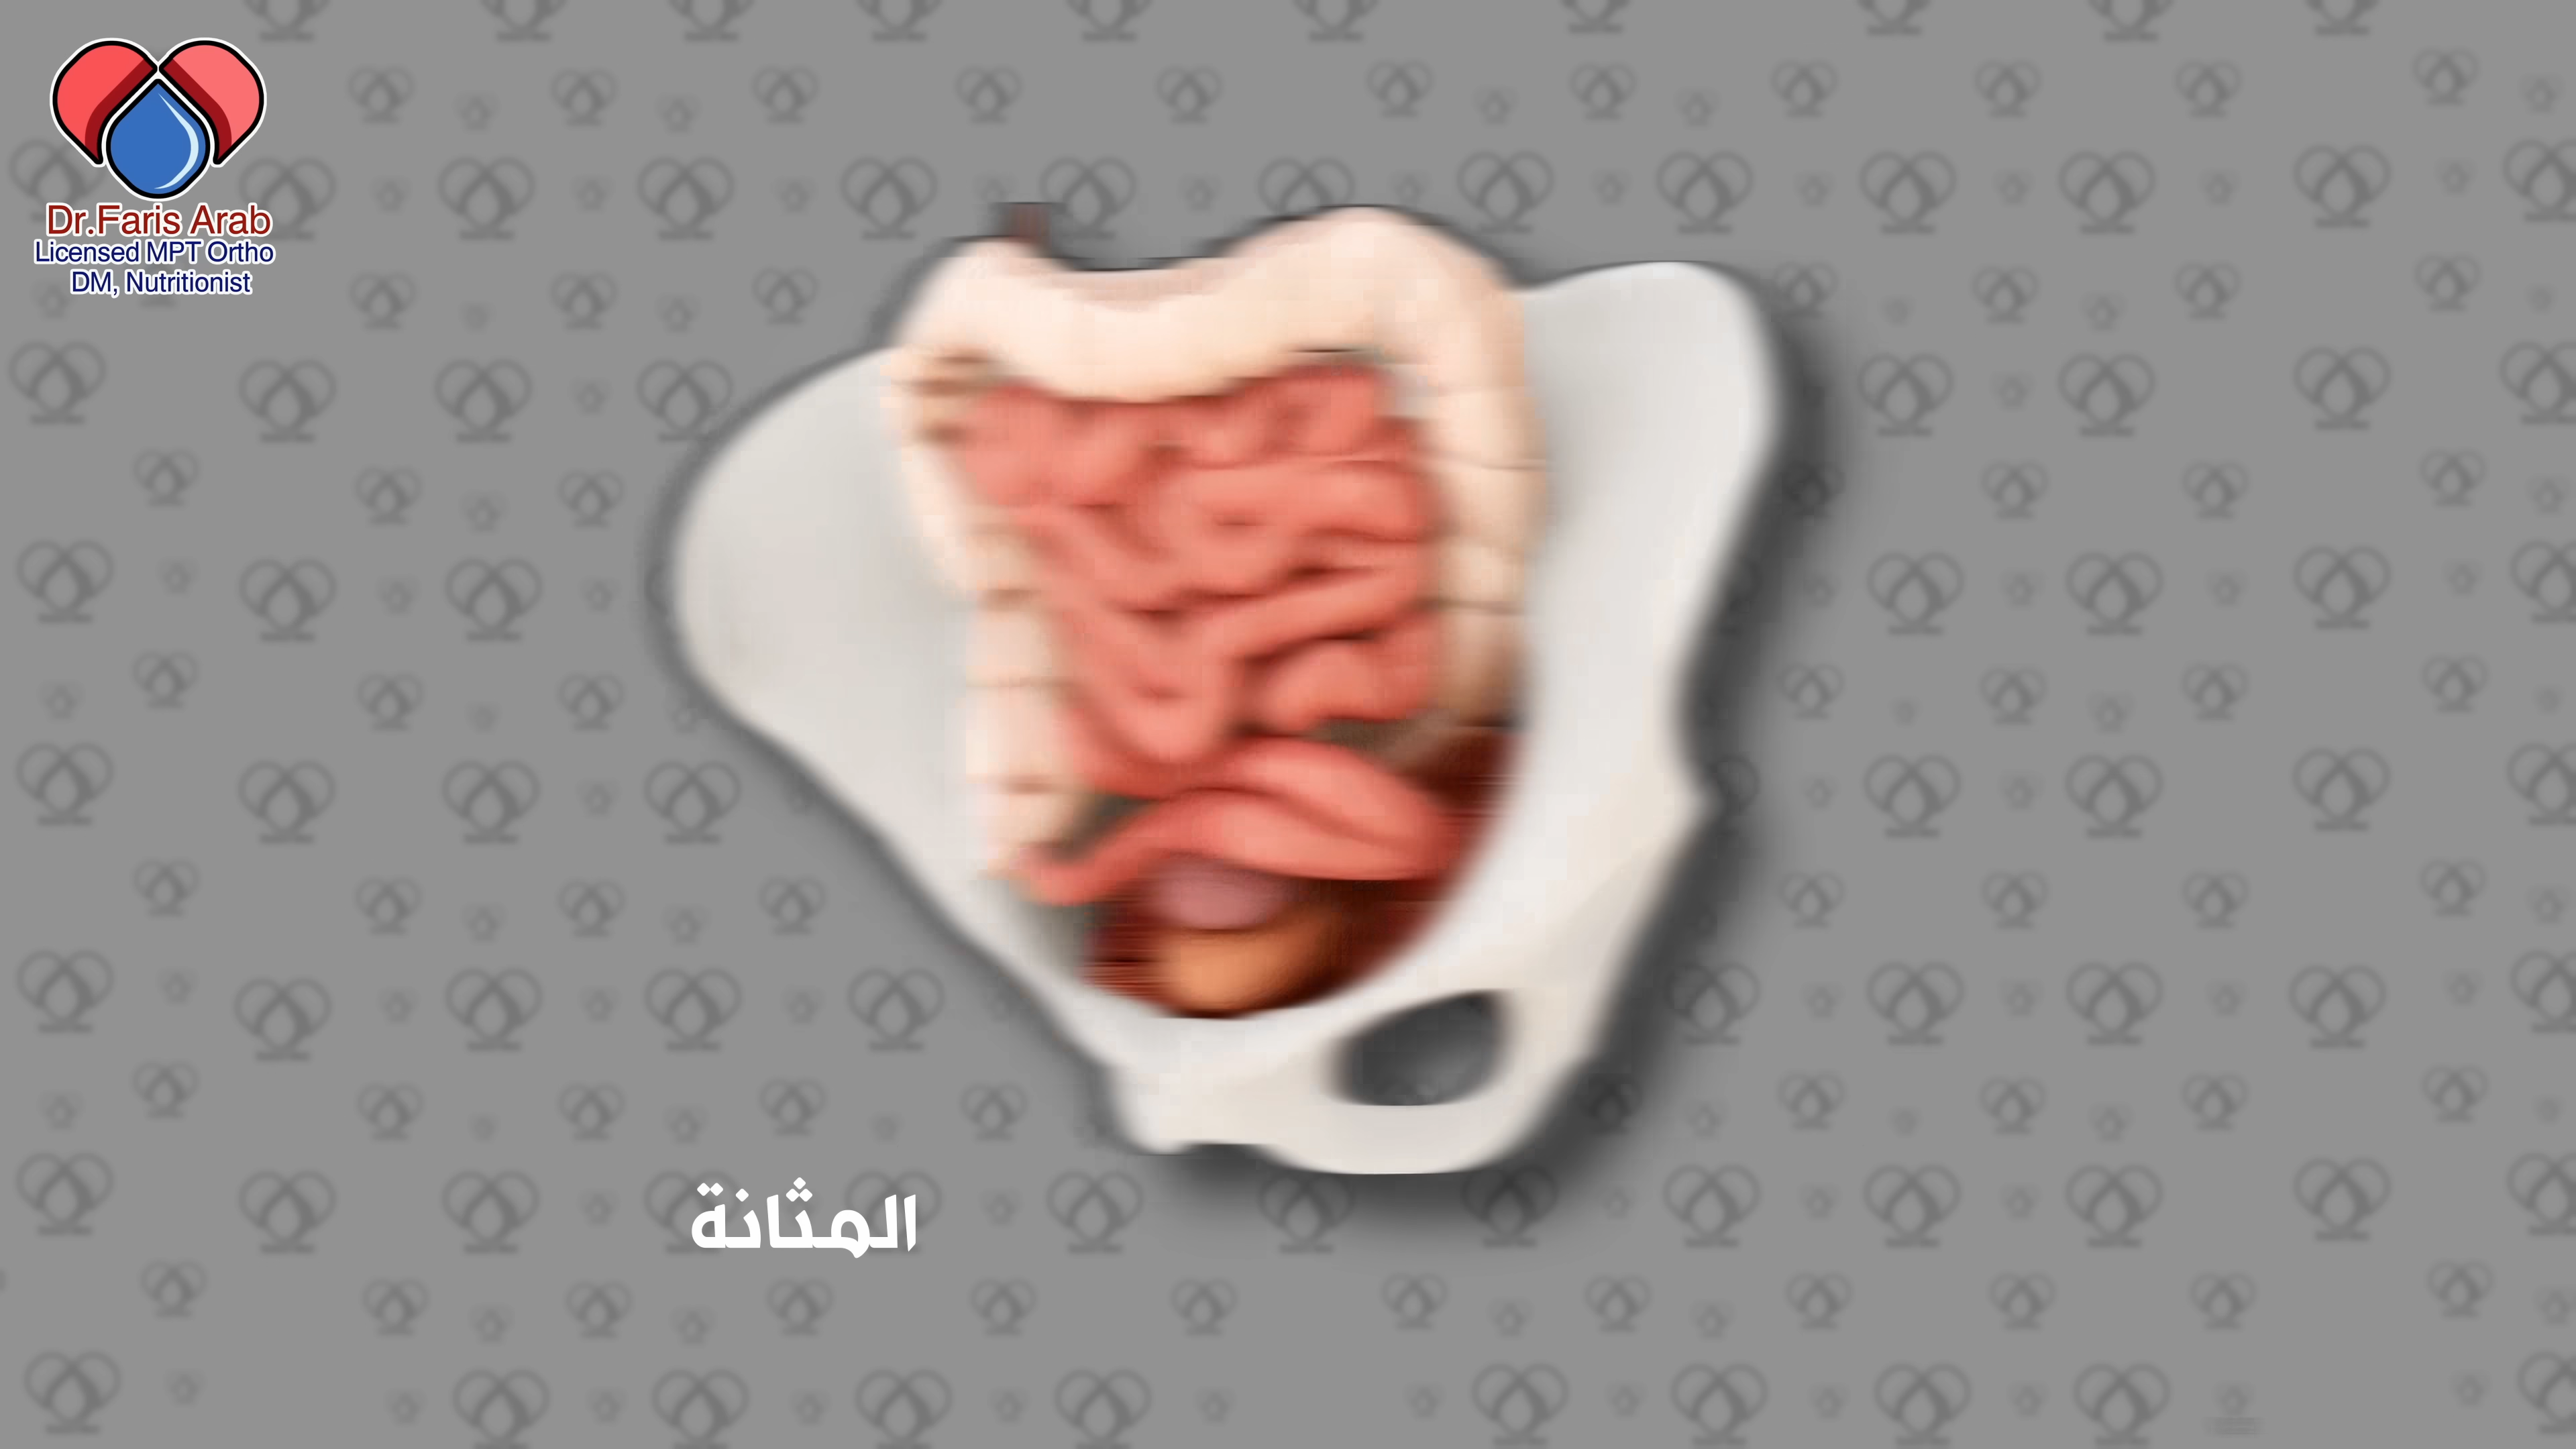 Dr.Faris Arab
Licensed MPT Ortho
DM, Nutritionist
المثانة